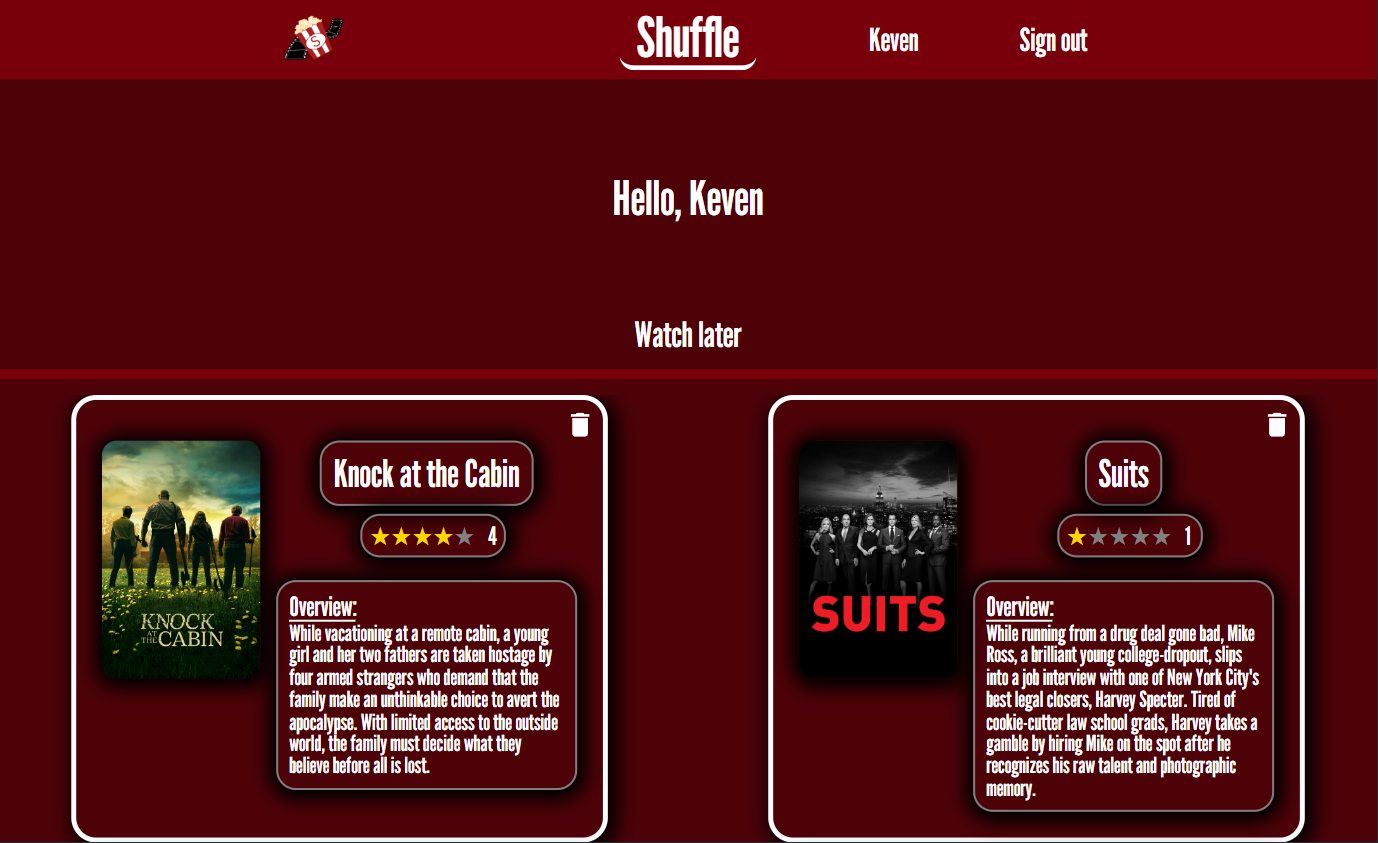 S
Shuffle
Keven
Sign out
Hello, Keven
Watch later
KNOCK
AT THE CABIN
Knock at the Cabin
4
Overview:
While vacationing at a remote cabin, a young
girl and her two fathers are taken hostage by
four armed strangers who demand that the
family make an unthinkable choice to avert the
apocalypse. With limited access to the outside
world, the family must decide what they
believe before all is lost.
SUITS
Suits
1
Overview:
While running from a drug deal gone bad, Mike
Ross, a brilliant young college-dropout, slips
into a job interview with one of New York City's
best legal closers, Harvey Specter. Tired of
cookie-cutter law school grads, Harvey takes a
gamble by hiring Mike on the spot after he
recognizes his raw talent and photographic
memory.